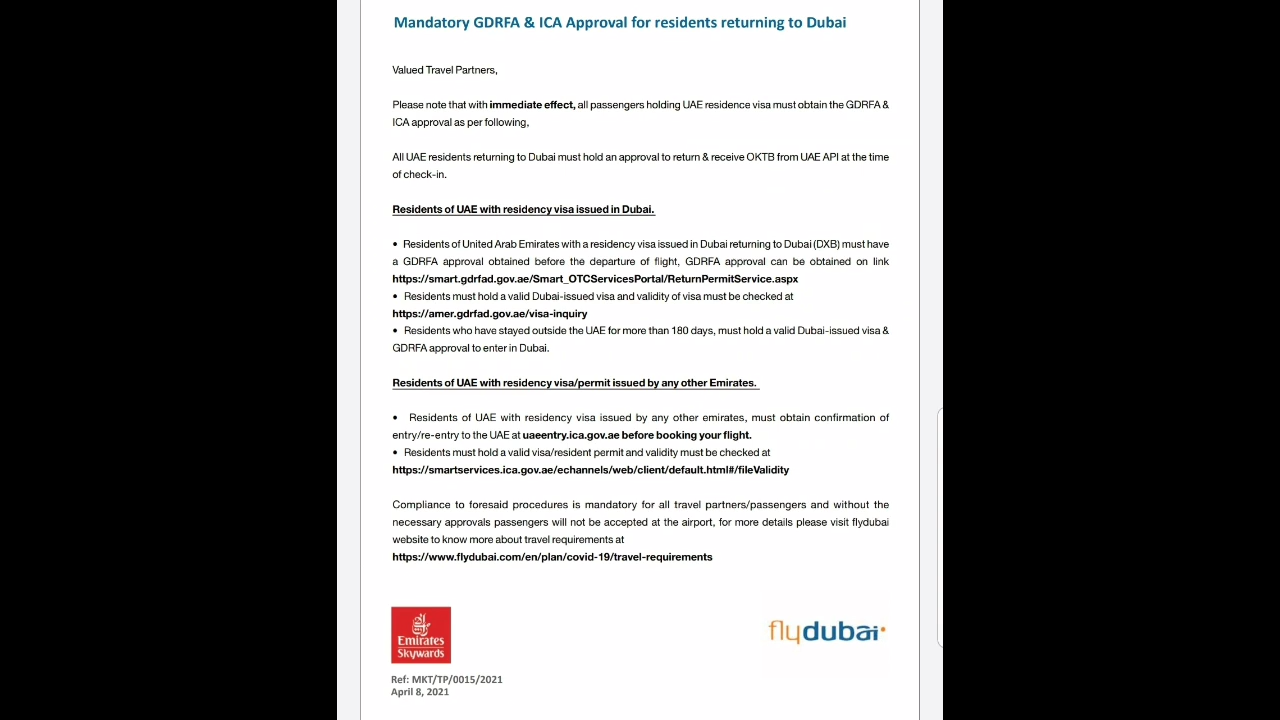 Mandatory GDRFA & ICA Approval for residents returning to Dubai
Valued Travel Partners,
Please note that with immediate effect, all passengers holding UAE residence visa must obtain the GDRFA &
ICA approval as per following,
All UAE residents returning to Dubai must hold an approval to return & receive OKTB from UAE API at the time
of check-in.
Residents of UAE with residency visa issued in Dubai.
• Residents of United Arab Emirates with a residency visa issued in Dubai returning to Dubai (DXB) must have
a GDRFA approval obtained before the departure of flight, GDRFA approval can be obtained on link
https://smart.gdrfad.gov.ae/Smart_OTCServicesPortal/ReturnPermitService.aspx
• Residents must hold a valid Dubai-issued visa and validity of visa must be checked at
https://amer.gdrfad.gov.ae/visa-inquiry
• Residents who have stayed outside the UAE for more than 180 days, must hold a valid Dubai-issued visa &
GDRFA approval to enter in Dubai.
Residents of UAE with residency visa/permit issued by any other Emirates.
• Residents of UAE with residency visa issued by any other emirates, must obtain confirmation of
entry/re-entry to the UAE at uaeentry.ica.gov.ae before booking your flight.
• Residents must hold a valid visa/resident permit and validity must be checked at
https://smartservices.ica.gov.ae/echannels/web/client/default.html#/fileValidity
Compliance to foresaid procedures is mandatory for all travel partners/passengers and without the
necessary approvals passengers will not be accepted at the airport, for more details please visit flydubai
website to know more about travel requirements at
https://www.flydubai.com/en/plan/covid-19/travel-requirements
Emirates
Skywards
flydubai
Ref: MKT/TP/0015/2021
April 8, 2021